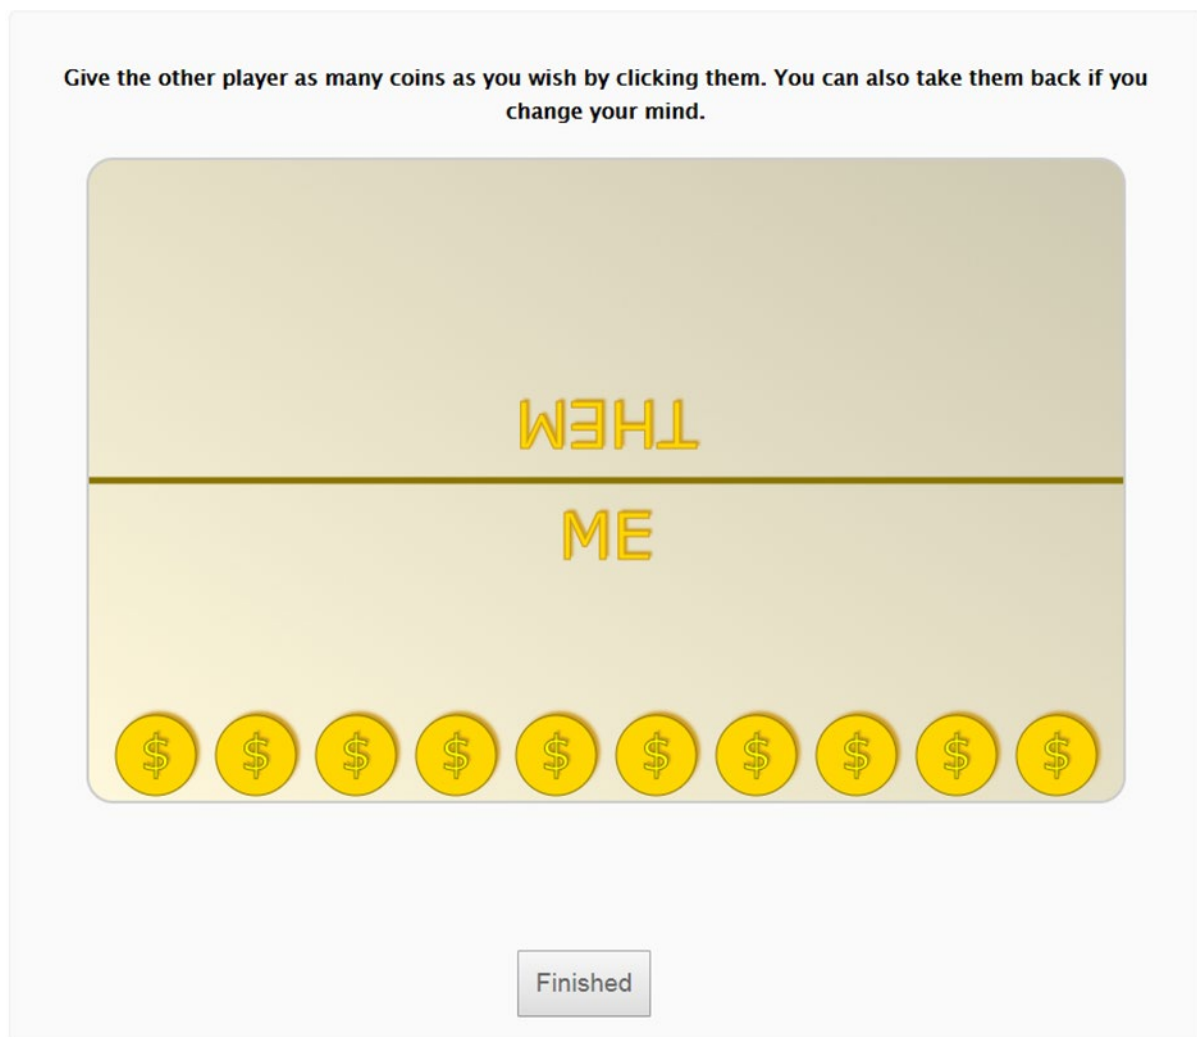 Give the other player as many coins as you wish by clicking them. You can also take them back if you
change your mind.
THEM
ME
$ $ $ $ $ $ $ $ $ $
Finished